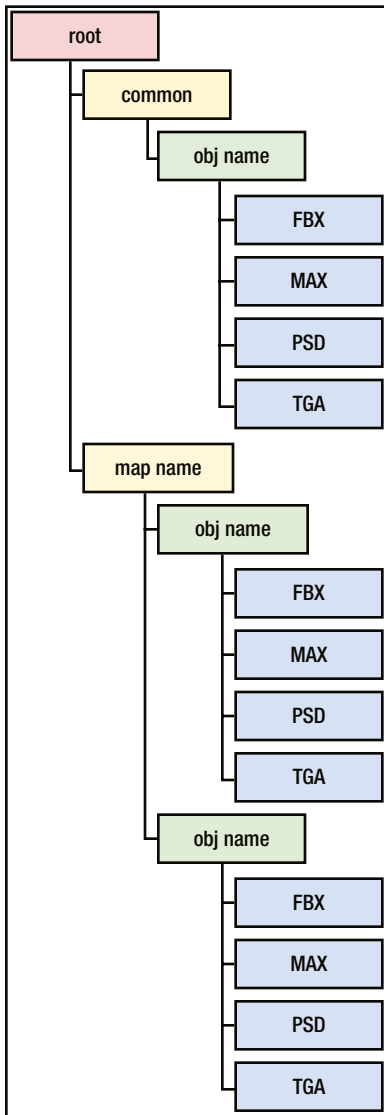 root
common
obj name
FBX
MAX
PSD
TGA
map name
obj name
FBX
MAX
PSD
TGA
obj name
FBX
MAX
PSD
TGA